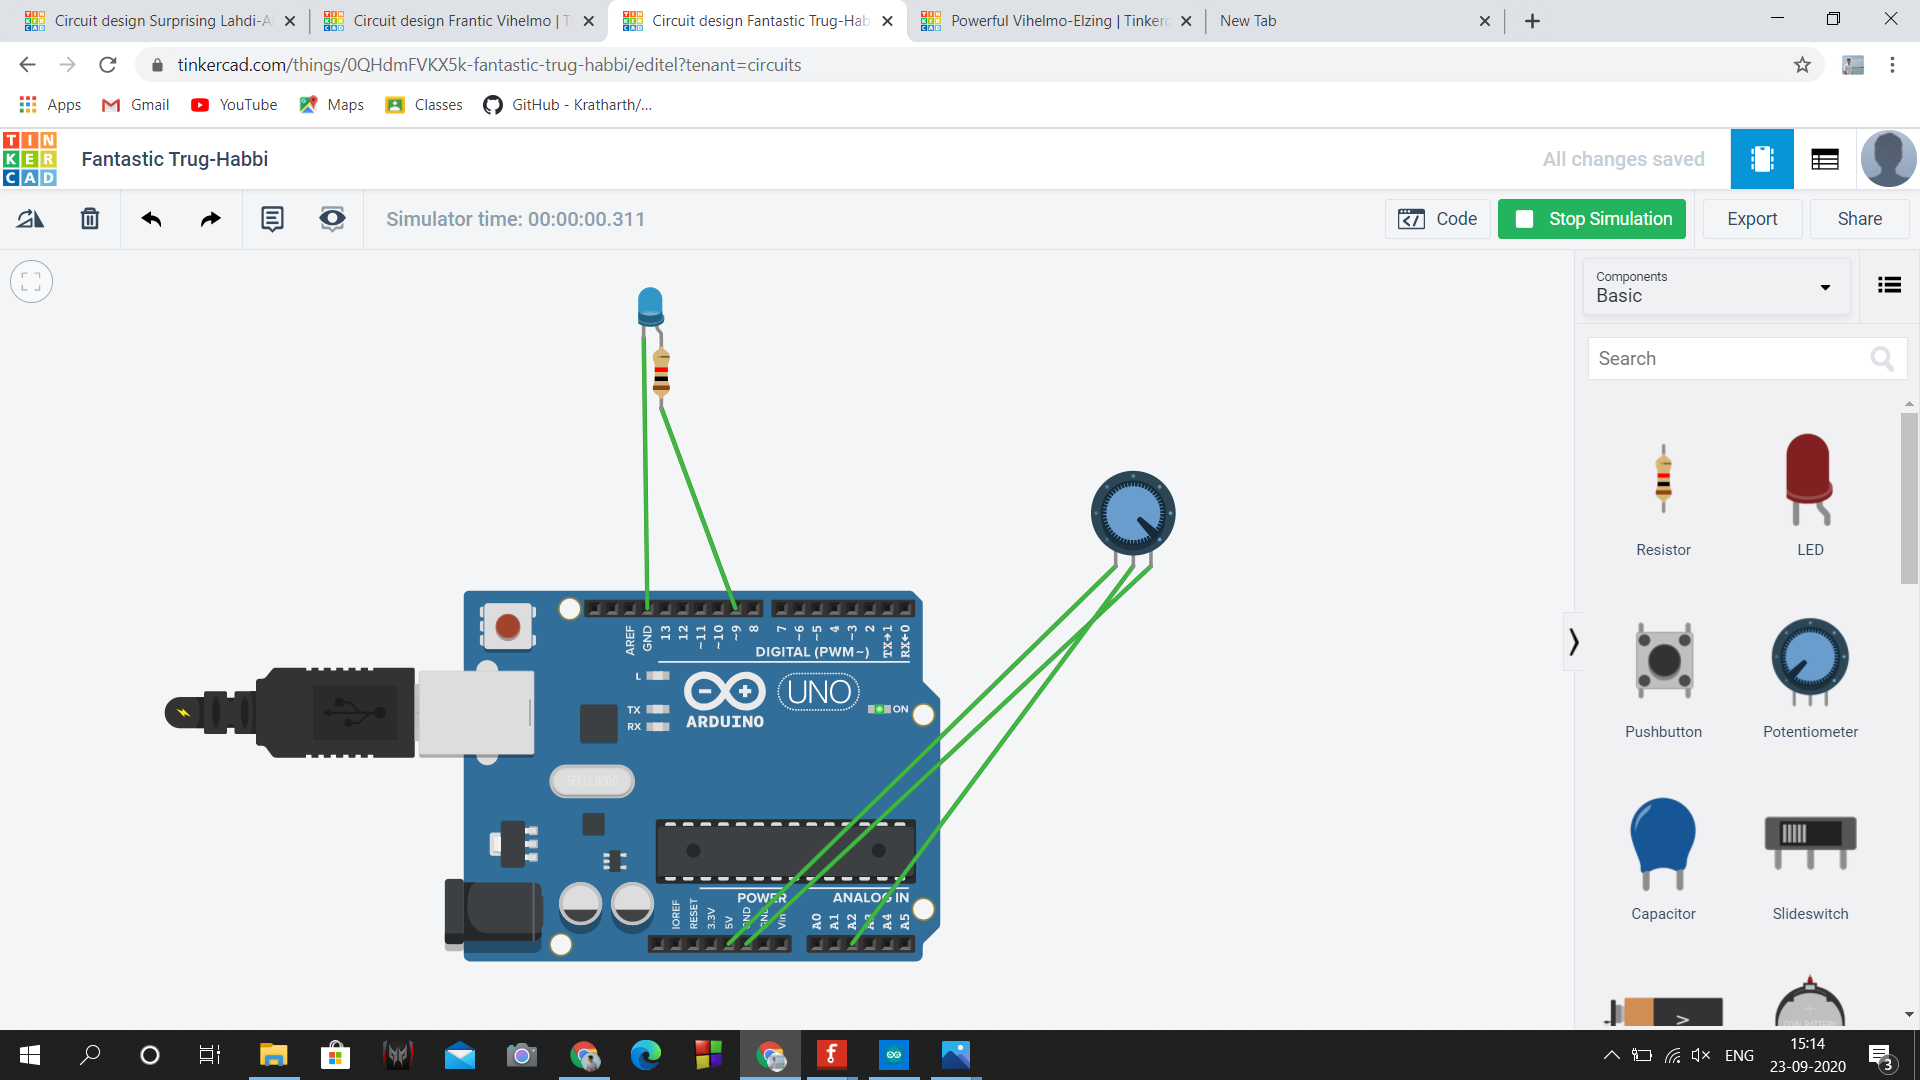 Circuit design Surprising Lahdi-A
Circuit design Frantic Vihelmo | T
Circuit design Fantastic Trug-Hab
Powerful Vihelmo-Elzing | Tinkerc
New Tab
tinkercad.com/things/0QHdmFVKX5k-fantastic-trug-habbi/editel?tenant=circuits
Apps
Gmail
YouTube
Maps
Classes
GitHub - Kratharth/...
TIN
KER
CAD
Fantastic Trug-Habbi
All changes saved
Simulator time: 00:00:00.311
Code
Stop Simulation
Export
Share
Components
Basic
Search
Resistor
LED
Pushbutton
Potentiometer
Capacitor
Slideswitch
AREF
GND
13
12
~11
~10
~9
8
7
~6
~5
4
~3
2
TX→1
RX←0
DIGITAL (PWM~)
L
TX
RX
ARDUINO
UNO
ON
POWER
ANALOG IN
IOREF
RESET
3.3V
5V
GND
GND
Vin
A0
A1
A2
A3
A4
A5
ENG
15:14
23-09-2020
3